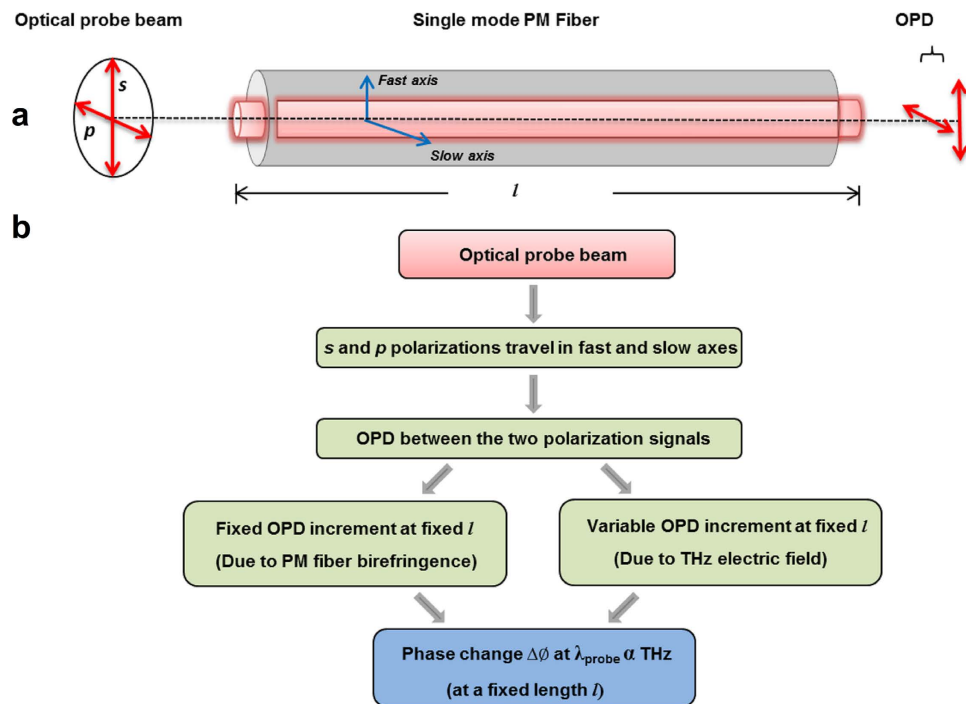 Optical probe beam Single mode PM Fiber OPD
a
s
p
Fast axis
Slow axis
l
b
Optical probe beam
s and p polarizations travel in fast and slow axes
OPD between the two polarization signals
Fixed OPD increment at fixed l
(Due to PM fiber birefringence)
Variable OPD increment at fixed l
(Due to THz electric field)
Phase change ∆ø at λprobe α THz
(at a fixed length l)